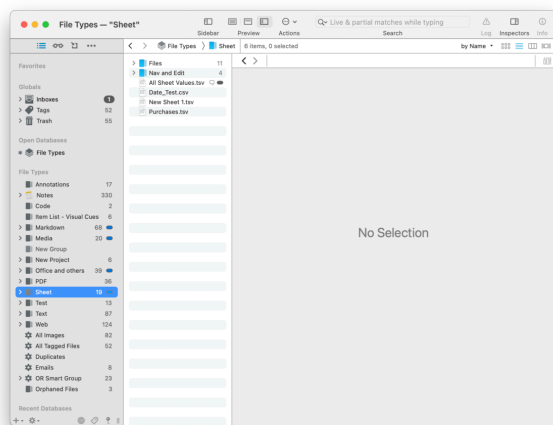 File Types — "Sheet"
Sidebar
Preview
Actions
Live & partial matches while typing
Search
Log
Inspectors
Info
File Types
Sheet
6 items, 0 selected
by Name
Favorites
Globals
Inboxes 1
Tags 52
Trash 55
Open Databases
File Types
File Types
Annotations 17
Notes 330
Code 2
Item List - Visual Cues 6
Markdown 68
Media 20
New Group
New Project 6
Office and others 39
PDF 36
Sheet 19
Test 13
Text 87
Web 124
All Images 82
All Tagged Files 52
Duplicates
Emails 8
OR Smart Group 23
Orphaned Files 3
Recent Databases
Files 11
Nav and Edit 4
All Sheet Values.tsv
Date_Test.csv
New Sheet 1.tsv
Purchases.tsv
No Selection